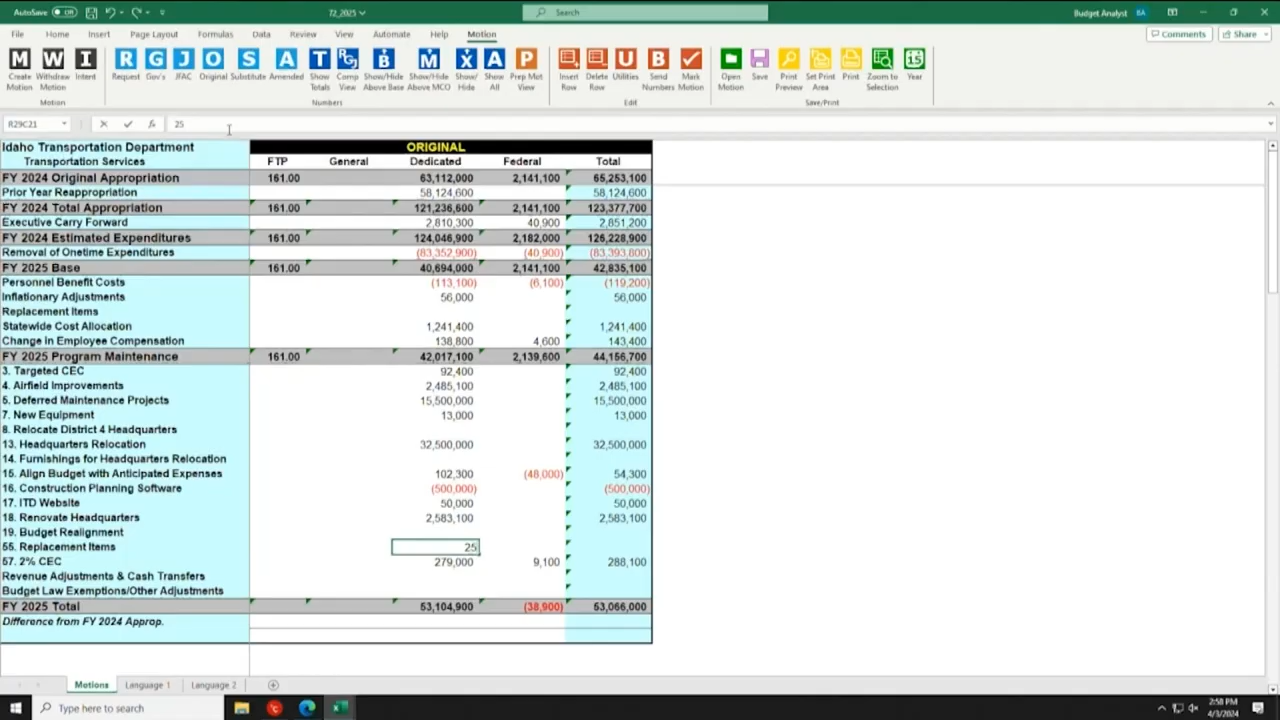 AutoSave Off T2_2025 Search Budget Analyst BA
File Home Insert Page Layout Formulas Data Review View Automate Help Motion Comments Share
M W I R G J O S A T RG B M X A U B P 15
Create Motion Withdraw Motion Intent Request Gov's JFAC Original Substitute Amended Show Totals Comp View Show/Hide Above Base Show/Hide Above MCO Show/Hide Show All Prep Mot View Insert Row Delete Row Utilities Send Numbers Mark Motion Open Motion Save Print Preview Set Print Area Print Zoom to Selection Year
Motion Numbers Edit Save/Print
R29C21 fx 25
Idaho Transportation Department ORIGINAL
Transportation Services FTP General Dedicated Federal Total
FY 2024 Original Appropriation 161.00 63,112,000 2,141,100 65,253,100
Prior Year Reappropriation 58,124,600 58,124,600
FY 2024 Total Appropriation 161.00 121,236,600 2,141,100 123,377,700
Executive Carry Forward 2,810,300 40,900 2,851,200
FY 2024 Estimated Expenditures 161.00 124,046,900 2,182,000 126,228,900
Removal of Onetime Expenditures (83,352,900) (40,900) (83,393,800)
FY 2025 Base 161.00 40,694,000 2,141,100 42,835,100
Personnel Benefit Costs (113,100) (6,100) (119,200)
Inflationary Adjustments 56,000 56,000
Replacement Items
Statewide Cost Allocation 1,241,400 1,241,400
Change in Employee Compensation 138,800 4,600 143,400
FY 2025 Program Maintenance 161.00 42,017,100 2,139,600 44,156,700
3. Targeted CEC 92,400 92,400
4. Airfield Improvements 2,485,100 2,485,100
5. Deferred Maintenance Projects 15,500,000 15,500,000
7. New Equipment 13,000 13,000
8. Relocate District 4 Headquarters
13. Headquarters Relocation 32,500,000 32,500,000
14. Furnishings for Headquarters Relocation
15. Align Budget with Anticipated Expenses 102,300 (48,000) 54,300
16. Construction Planning Software (500,000) (500,000)
17. ITD Website 50,000 50,000
18. Renovate Headquarters 2,583,100 2,583,100
19. Budget Realignment
55. Replacement Items 25
57. 2% CEC 279,000 9,100 288,100
Revenue Adjustments & Cash Transfers
Budget Law Exemptions/Other Adjustments
FY 2025 Total 53,104,900 (38,900) 53,066,000
Difference from FY 2024 Approp.
Motions Language 1 Language 2
Type here to search 2:58 PM
4/3/2024